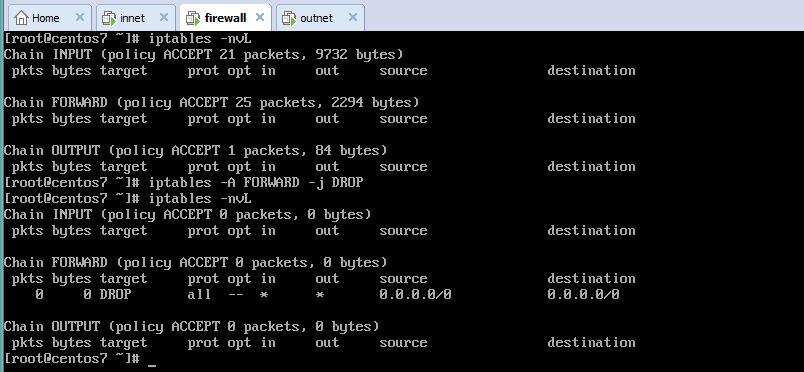 Home innet firewall outnet
[root@centos7 ~]# iptables -nvL
Chain INPUT (policy ACCEPT 21 packets, 9732 bytes)
 pkts bytes target     prot opt in     out     source               destination

Chain FORWARD (policy ACCEPT 25 packets, 2294 bytes)
 pkts bytes target     prot opt in     out     source               destination

Chain OUTPUT (policy ACCEPT 1 packets, 84 bytes)
 pkts bytes target     prot opt in     out     source               destination
[root@centos7 ~]# iptables -A FORWARD -j DROP
[root@centos7 ~]# iptables -nvL
Chain INPUT (policy ACCEPT 0 packets, 0 bytes)
 pkts bytes target     prot opt in     out     source               destination

Chain FORWARD (policy ACCEPT 0 packets, 0 bytes)
 pkts bytes target     prot opt in     out     source               destination
    0     0 DROP       all  --  *      *       0.0.0.0/0            0.0.0.0/0

Chain OUTPUT (policy ACCEPT 0 packets, 0 bytes)
 pkts bytes target     prot opt in     out     source               destination
[root@centos7 ~]# _